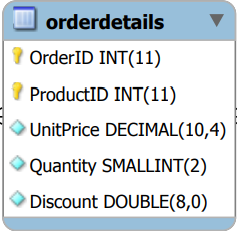 orderdetails
OrderID INT(11)
ProductID INT(11)
UnitPrice DECIMAL(10,4)
Quantity SMALLINT(2)
Discount DOUBLE(8,0)